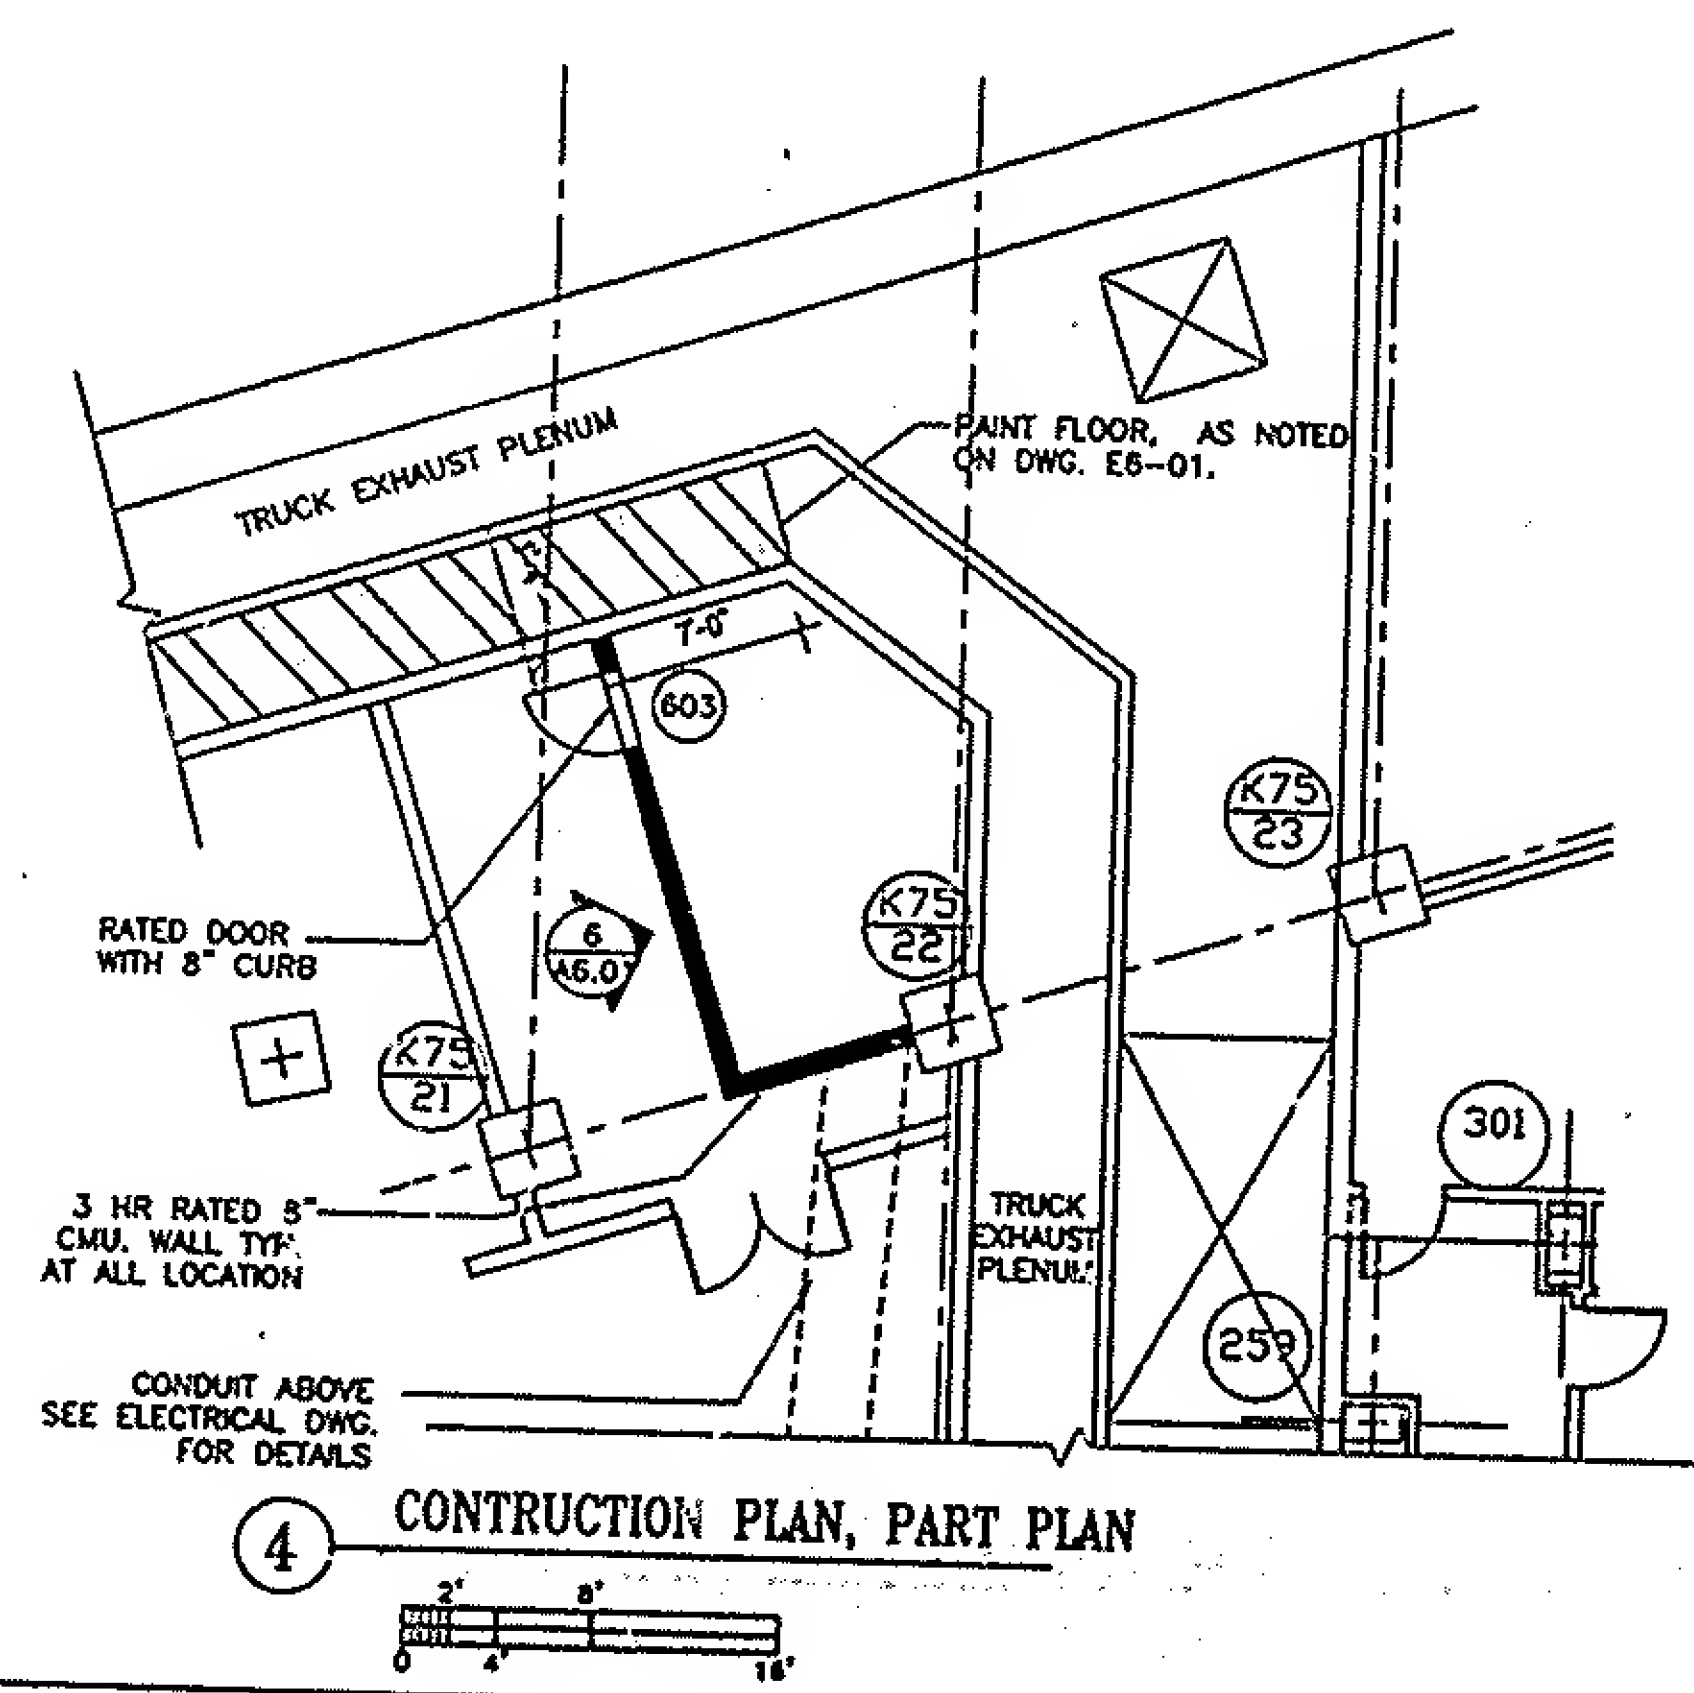 TRUCK EXHAUST PLENUM
PAINT FLOOR, AS NOTED
ON DWG. E6-01.
7'-0"
603
K75
23
K75
22
RATED DOOR
WITH 8" CURB
6
A6.01
K75
21
301
3 HR RATED 8"
CMU. WALL TYP.
AT ALL LOCATION
TRUCK
EXHAUST
PLENUM
259
CONDUIT ABOVE
SEE ELECTRICAL DWG.
FOR DETAILS
4
CONTRUCTION PLAN, PART PLAN
2' 8'
0 4' 16'